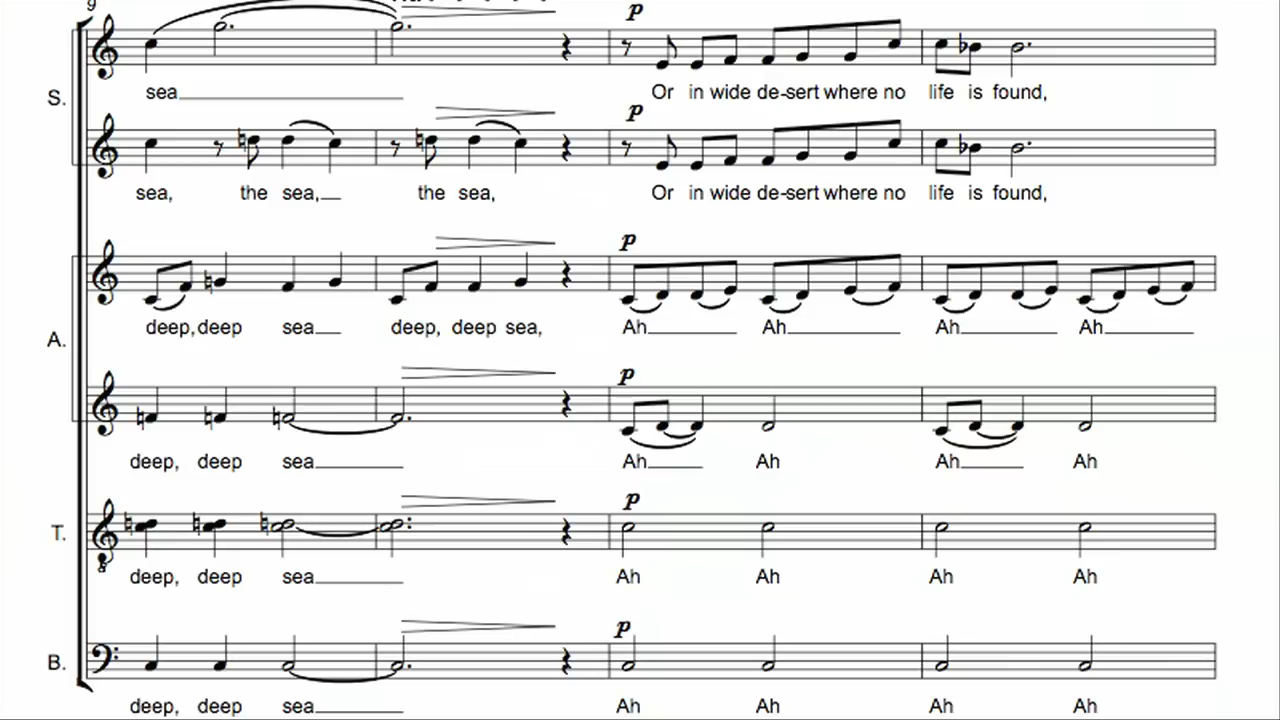 9
p
S.
sea
Or in wide de-sert where no life is found,
p
sea, the sea, the sea,
Or in wide de-sert where no life is found,
p
A.
deep, deep sea deep, deep sea,
Ah Ah Ah Ah
p
deep, deep sea
Ah Ah Ah Ah
p
T.
8
deep, deep sea
Ah Ah Ah Ah
p
B.
deep, deep sea
Ah Ah Ah Ah